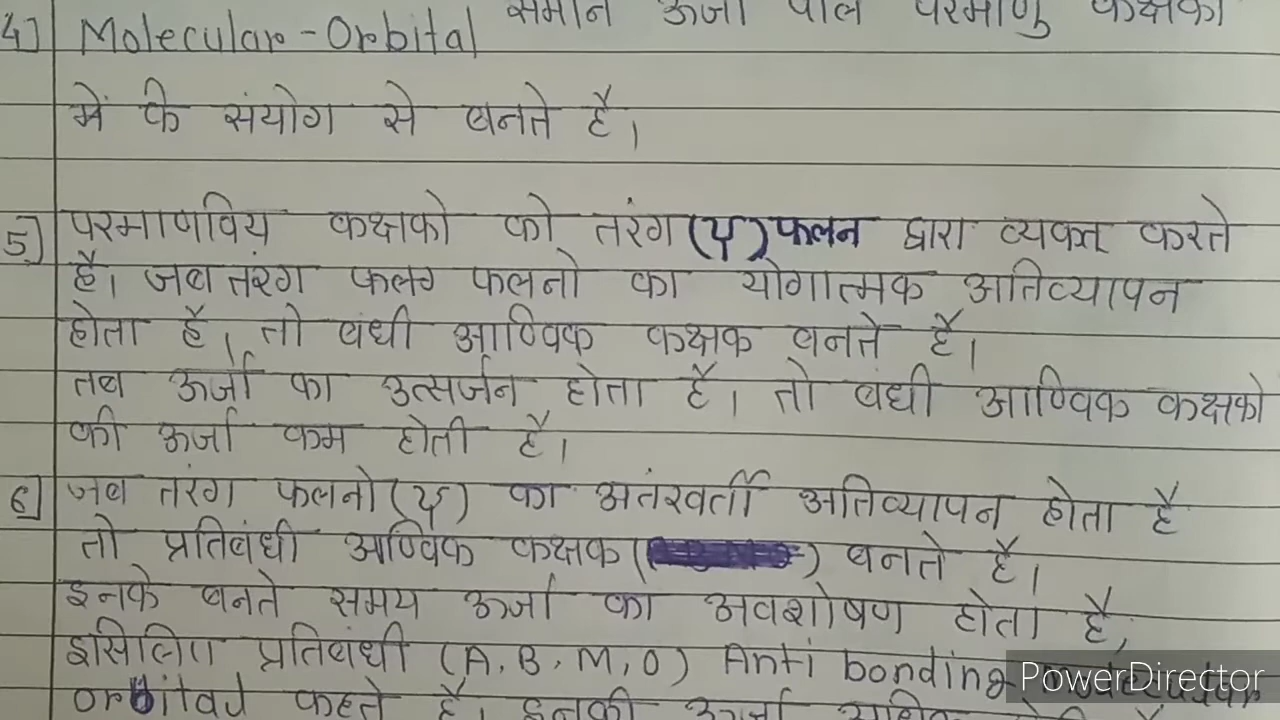 4] Molecular-Orbital समान ऊर्जा वाले परमाणु कक्षको
में के संयोग से बनते है।
5] परमाणविय कक्षको को तरंग (Ψ) फलन द्वारा व्यक्त करते
है। जब तरंग फलन फलनो का योगात्मक अतिव्यापन
होता है, तो बंधी आण्विक कक्षक बनते है।
तब ऊर्जा का उत्सर्जन होता है। तो बंधी आण्विक कक्षको
की ऊर्जा कम होती है।
6] जब तरंग फलनो (Ψ) का अतंरवर्ती अतिव्यापन होता है
तो प्रतिबंधी आण्विक कक्षक ( ) बनते है।
इनके बनते समय ऊर्जा का अवशोषण होता है,
इसिलिए प्रतिबंधी (A.B.M.O) Anti bonding
orbital कहते है। इनकी ऊर्जा
PowerDirector